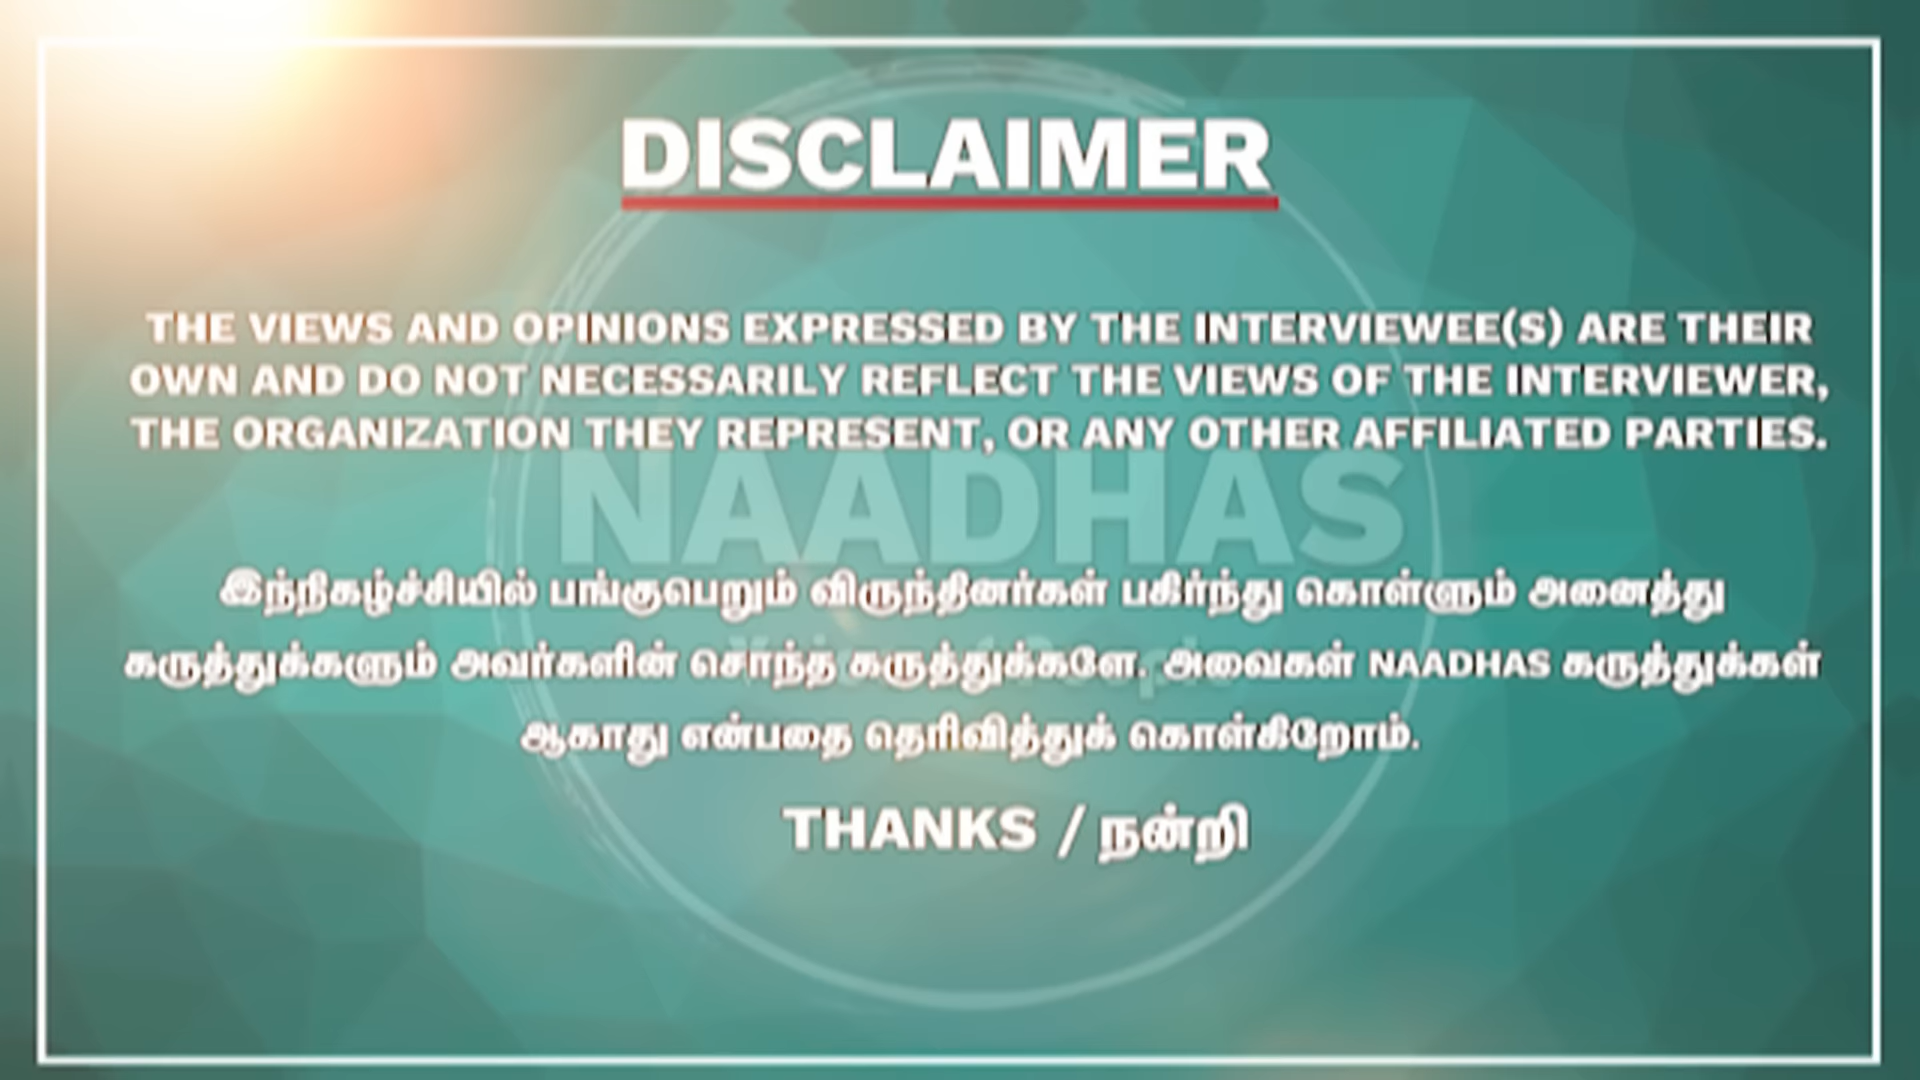 DISCLAIMER
THE VIEWS AND OPINIONS EXPRESSED BY THE INTERVIEWEE(S) ARE THEIR
OWN AND DO NOT NECESSARILY REFLECT THE VIEWS OF THE INTERVIEWER,
THE ORGANIZATION THEY REPRESENT, OR ANY OTHER AFFILIATED PARTIES.
NAADHAS
இந்நிகழ்ச்சியில் பங்குபெறும் விருந்தினர்கள் பகிர்ந்து கொள்ளும் அனைத்து
கருத்துக்களும் அவர்களின் சொந்த கருத்துக்களே. அவைகள் NAADHAS கருத்துக்கள்
ஆகாது என்பதை தெரிவித்துக் கொள்கிறோம்.
THANKS / நன்றி